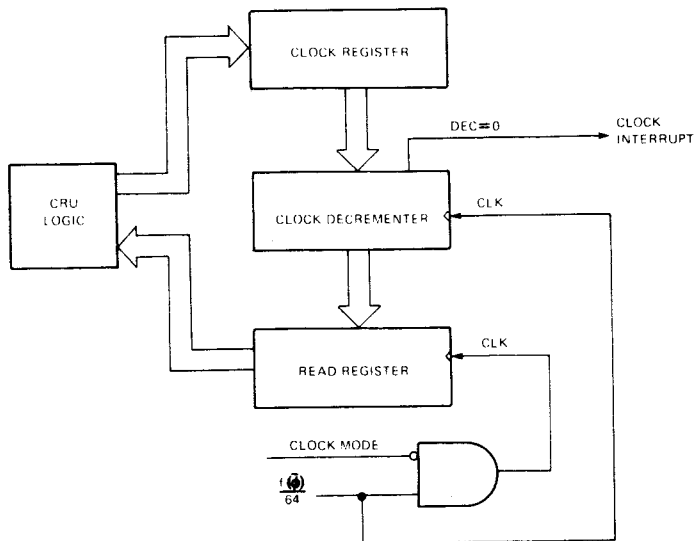 CLOCK REGISTER
DEC=0
CLOCK
INTERRUPT
CRU
LOGIC
CLOCK DECREMENTER
CLK
READ REGISTER
CLK
CLOCK MODE
f(ϕ̄)
64